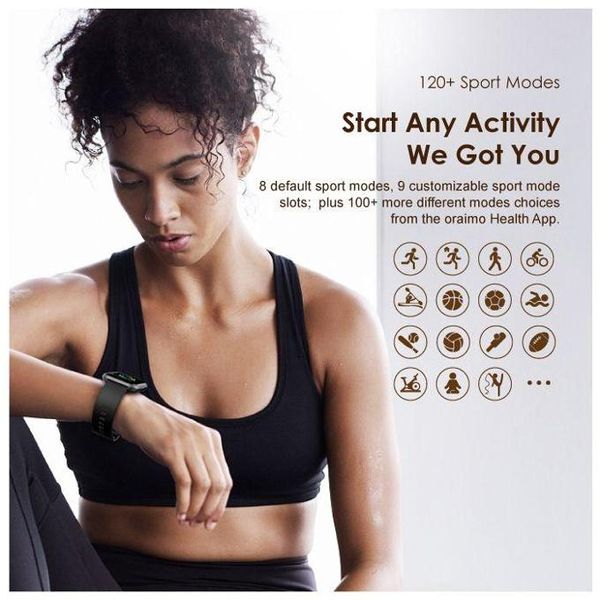 120+ Sport Modes
Start Any Activity
We Got You
8 default sport modes, 9 customizable sport mode
slots; plus 100+ more different modes choices
from the oraimo Health App.